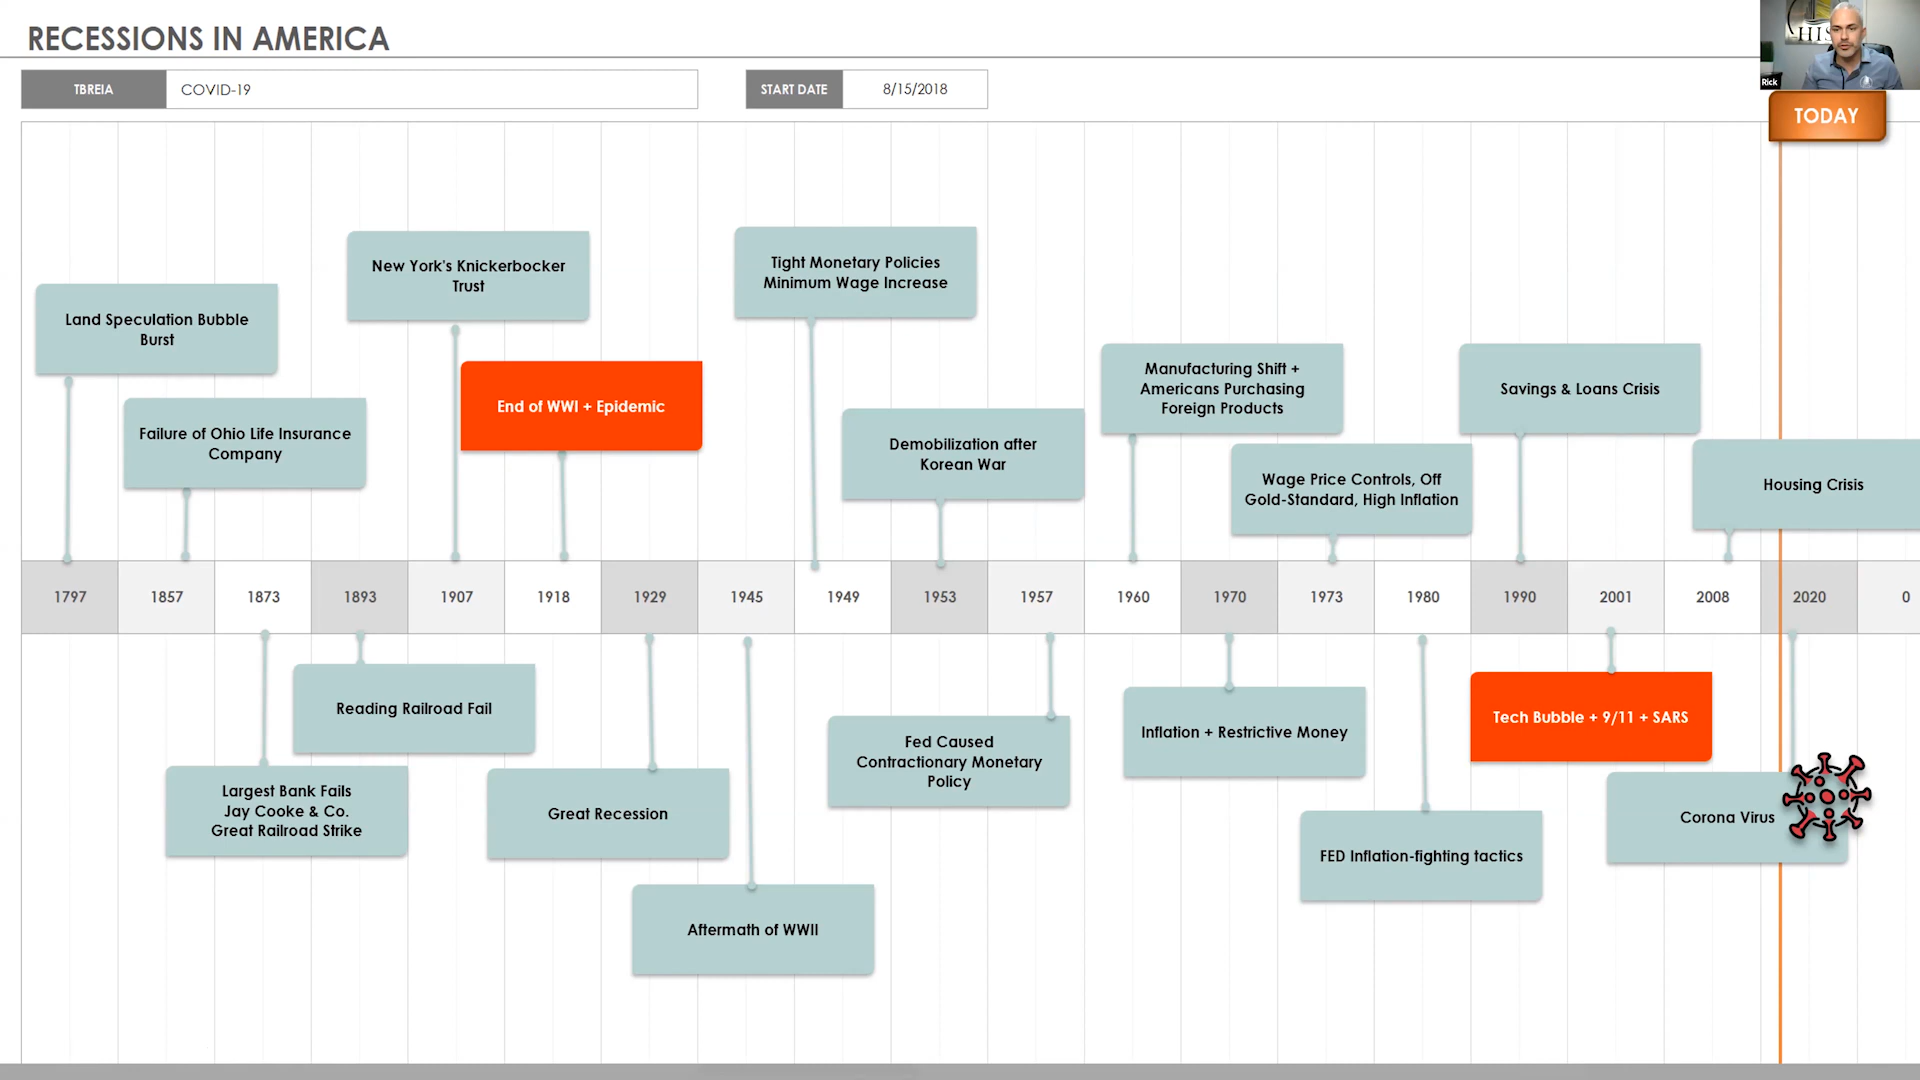 RECESSIONS IN AMERICA
TBREIA
COVID-19
START DATE
8/15/2018
HIS
Rick
TODAY
Land Speculation Bubble
Burst
Failure of Ohio Life Insurance
Company
New York's Knickerbocker
Trust
End of WWI + Epidemic
Tight Monetary Policies
Minimum Wage Increase
Demobilization after
Korean War
Manufacturing Shift +
Americans Purchasing
Foreign Products
Wage Price Controls, Off
Gold-Standard, High Inflation
Savings & Loans Crisis
Housing Crisis
1797 1857 1873 1893 1907 1918 1929 1945 1949 1953 1957 1960 1970 1973 1980 1990 2001 2008 2020 0
Largest Bank Fails
Jay Cooke & Co.
Great Railroad Strike
Reading Railroad Fail
Great Recession
Aftermath of WWII
Fed Caused
Contractionary Monetary
Policy
Inflation + Restrictive Money
FED Inflation-fighting tactics
Tech Bubble + 9/11 + SARS
Corona Virus